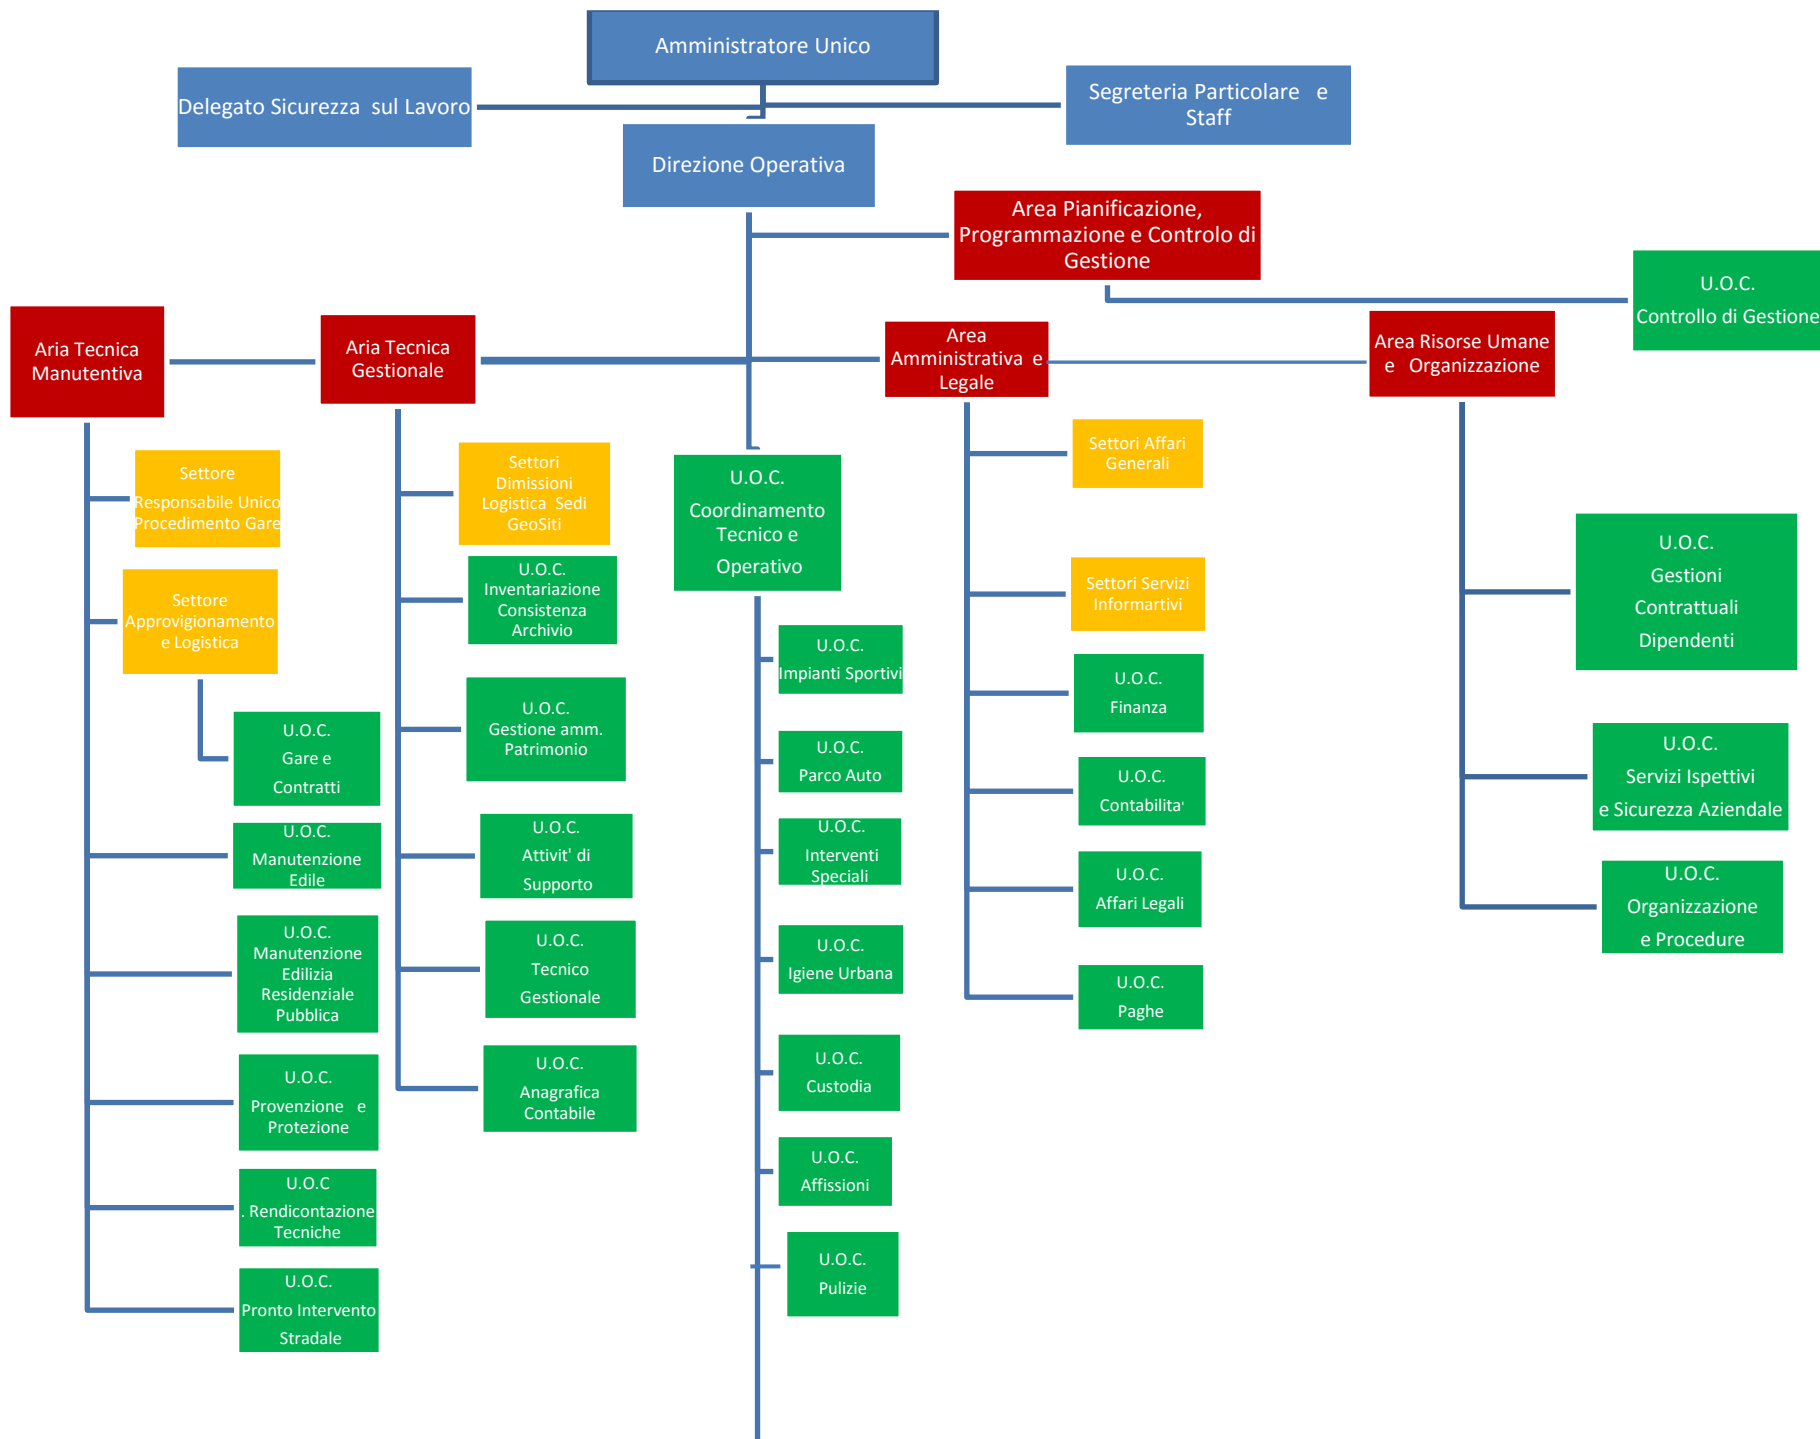 Amministratore Unico
Delegato Sicurezza sul Lavoro
Segreteria Particolare e
Staff
Direzione Operativa
Area Pianificazione,
Programmazione e Controlo di
Gestione
U.O.C.
Controllo di Gestione
Aria Tecnica
Manutentiva
Aria Tecnica
Gestionale
Area
Amministrativa e
Legale
Area Risorse Umane
e Organizzazione
Settore
Responsabile Unico
Procedimento Gare
Settore
Approvigionamento
e Logistica
U.O.C.
Gare e
Contratti
U.O.C.
Manutenzione
Edile
U.O.C.
Manutenzione
Edilizia
Residenziale
Pubblica
U.O.C.
Provenzione e
Protezione
U.O.C
. Rendicontazione
Tecniche
U.O.C.
Pronto Intervento
Stradale
Settori
Dimissioni
Logistica Sedi
GeoSiti
U.O.C.
Inventariazione
Consistenza
Archivio
U.O.C.
Gestione amm.
Patrimonio
U.O.C.
Attivit' di
Supporto
U.O.C.
Tecnico
Gestionale
U.O.C.
Anagrafica
Contabile
U.O.C.
Coordinamento
Tecnico e
Operativo
U.O.C.
Impianti Sportivi
U.O.C.
Parco Auto
U.O.C.
Interventi
Speciali
U.O.C.
Igiene Urbana
U.O.C.
Custodia
U.O.C.
Affissioni
U.O.C.
Pulizie
Settori Affari
Generali
Settori Servizi
Informartivi
U.O.C.
Finanza
U.O.C.
Contabilita'
U.O.C.
Affari Legali
U.O.C.
Paghe
U.O.C.
Gestioni
Contrattuali
Dipendenti
U.O.C.
Servizi Ispettivi
e Sicurezza Aziendale
U.O.C.
Organizzazione
e Procedure